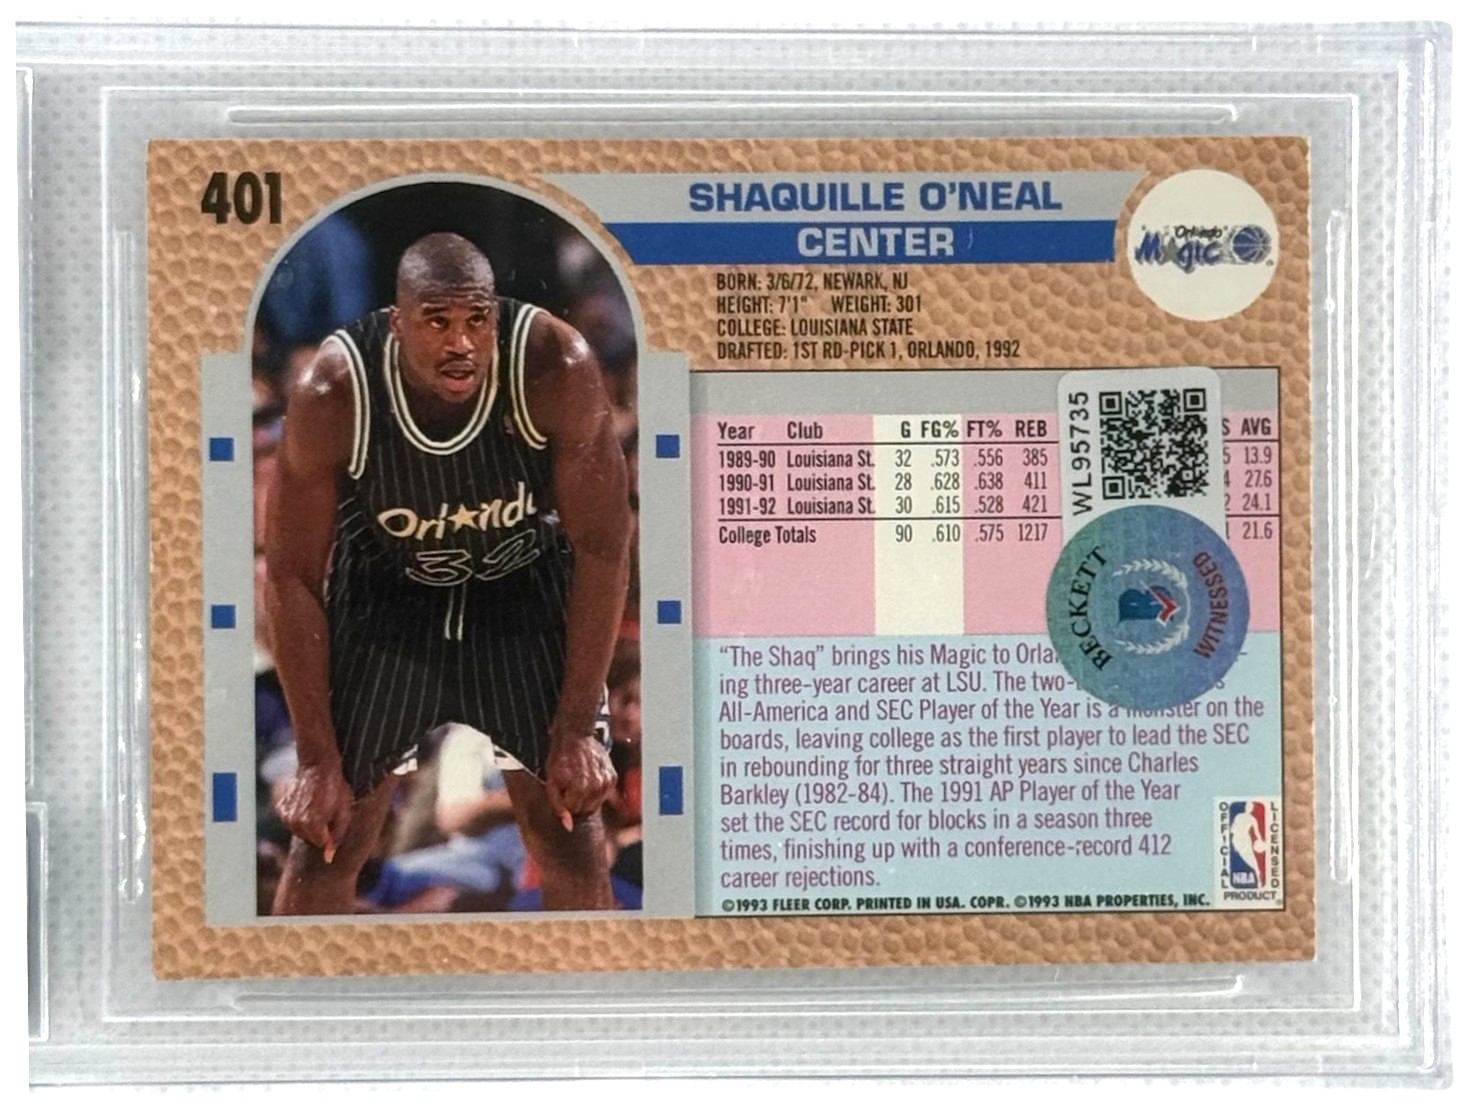 401
SHAQUILLE O'NEAL
CENTER
"Orlando"
Magic
BORN: 3/6/72, NEWARK, NJ
HEIGHT: 7'1" WEIGHT: 301
COLLEGE: LOUISIANA STATE
DRAFTED: 1ST RD-PICK 1, ORLANDO, 1992
Orlando
32
Year Club G FG% FT% REB S AVG
1989-90 Louisiana St. 32 .573 .556 385 5 13.9
1990-91 Louisiana St. 28 .628 .638 411 4 27.6
1991-92 Louisiana St. 30 .615 .528 421 2 24.1
College Totals 90 .610 .575 1217 1 21.6
WL95735
BECKETT
B
WITNESSED
"The Shaq" brings his Magic to Orla
ing three-year career at LSU. The two- s
All-America and SEC Player of the Year is a monster on the
boards, leaving college as the first player to lead the SEC
in rebounding for three straight years since Charles
Barkley (1982-84). The 1991 AP Player of the Year
set the SEC record for blocks in a season three
times, finishing up with a conference-record 412
career rejections.
©1993 FLEER CORP. PRINTED IN USA. COPR. ©1993 NBA PROPERTIES, INC.
OFFICIAL
LICENSED
NBA
PRODUCT